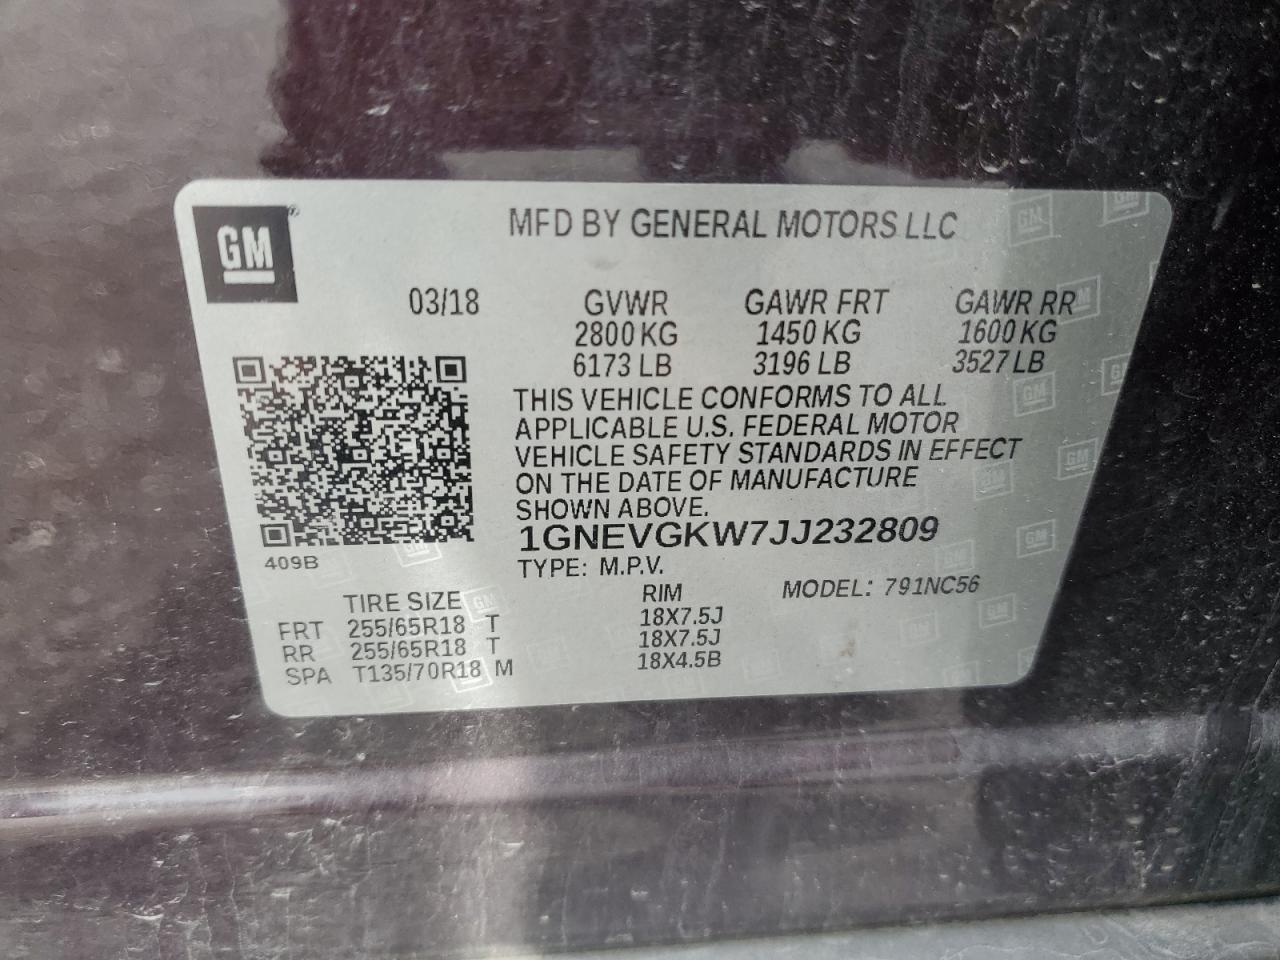 GM
MFD BY GENERAL MOTORS LLC
03/18 GVWR GAWR FRT GAWR RR
2800 KG 1450 KG 1600 KG
6173 LB 3196 LB 3527 LB
THIS VEHICLE CONFORMS TO ALL
APPLICABLE U.S. FEDERAL MOTOR
VEHICLE SAFETY STANDARDS IN EFFECT
ON THE DATE OF MANUFACTURE
SHOWN ABOVE.
1GNEVGKW7JJ232809
409B
TYPE: M.P.V.
TIRE SIZE RIM MODEL: 791NC56
FRT 255/65R18 T 18X7.5J
RR 255/65R18 T 18X7.5J
SPA T135/70R18 M 18X4.5B